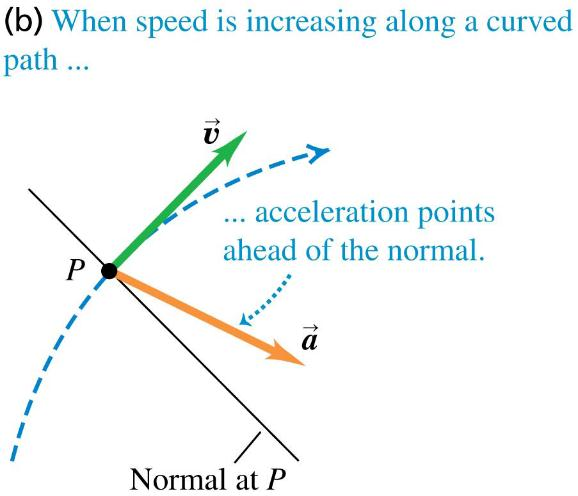 (b) When speed is increasing along a curved
path ...
v⃗
... acceleration points
ahead of the normal.
P
a⃗
Normal at P